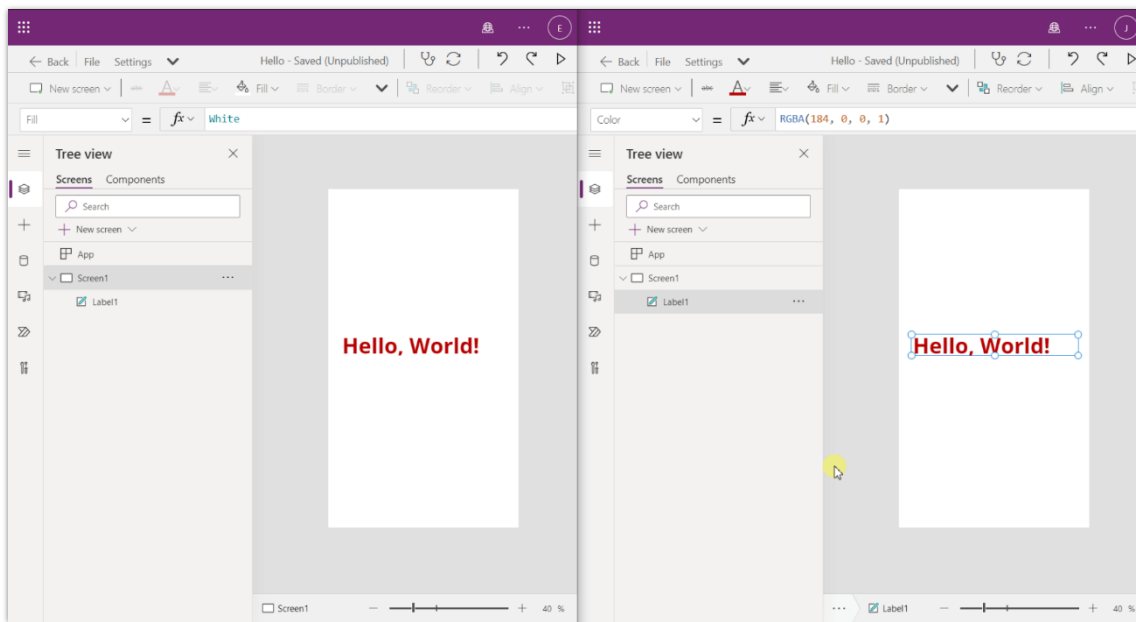 E
Back File Settings Hello - Saved (Unpublished)
New screen abc A Fill Border Reorder Align
Fill = fx White
Tree view
Screens Components
Search
New screen
App
Screen1
Label1
Hello, World!
Screen1 40 %
J
Back File Settings Hello - Saved (Unpublished)
New screen abc A Fill Border Reorder Align
Color = fx RGBA(184, 0, 0, 1)
Tree view
Screens Components
Search
New screen
App
Screen1
Label1
Hello, World!
Label1 40 %